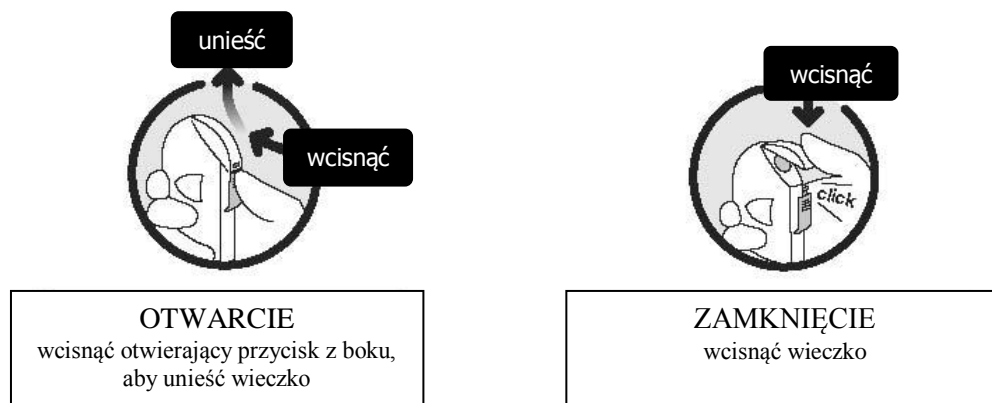 unieść
wcisnąć
OTWARCIE
wcisnąć otwierający przycisk z boku,
aby unieść wieczko
wcisnąć
click
ZAMKNIĘCIE
wcisnąć wieczko